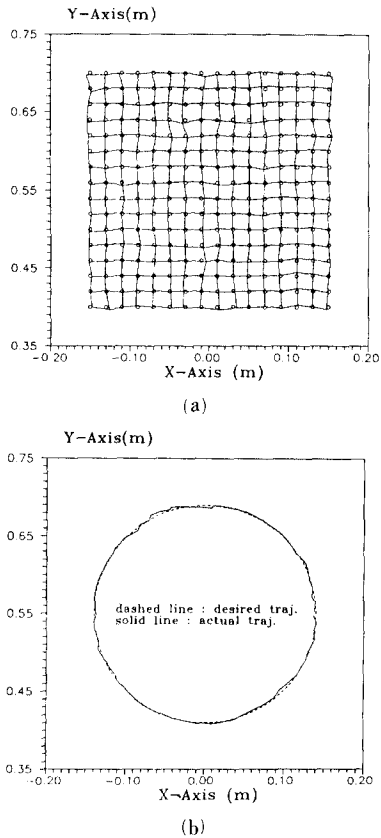 Y-Axis(m)
0.75
0.65
0.55
0.45
0.35
-0.20 -0.10 0.00 0.10 0.20
X-Axis (m)
(a)
Y-Axis(m)
0.75
0.65
0.55
0.45
0.35
dashed line : desired traj.
solid line : actual traj.
-0.20 -0.10 0.00 0.10 0.20
X-Axis (m)
(b)